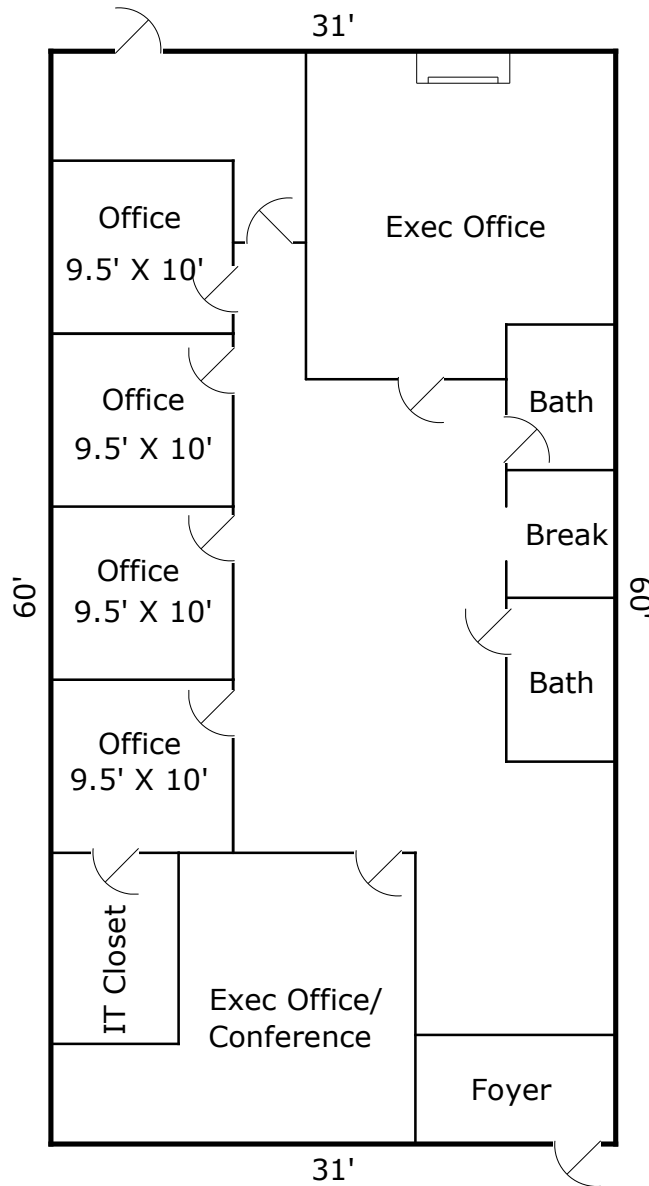 31'
Office
9.5' X 10'
Exec Office
Office
9.5' X 10'
Bath
Break
Office
9.5' X 10'
60'
60'
Bath
Office
9.5' X 10'
IT Closet
Exec Office/
Conference
Foyer
31'